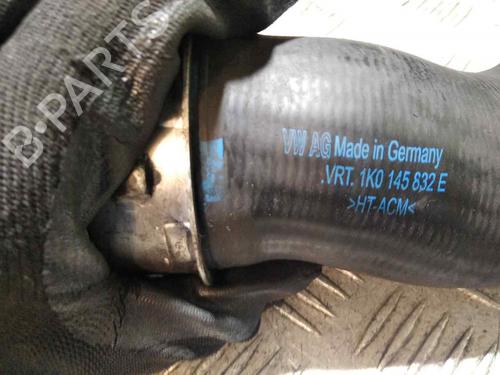 B-PARTS
VW AG Made in Germany
.VRT. 1K0 145 832 E
>HT-ACM<